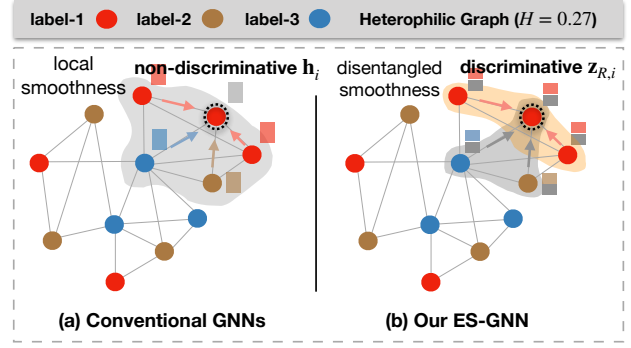 label-1 label-2 label-3 Heterophilic Graph (H = 0.27)
local smoothness
non-discriminative h_i
disentangled smoothness
discriminative z_{R,i}
(a) Conventional GNNs
(b) Our ES-GNN